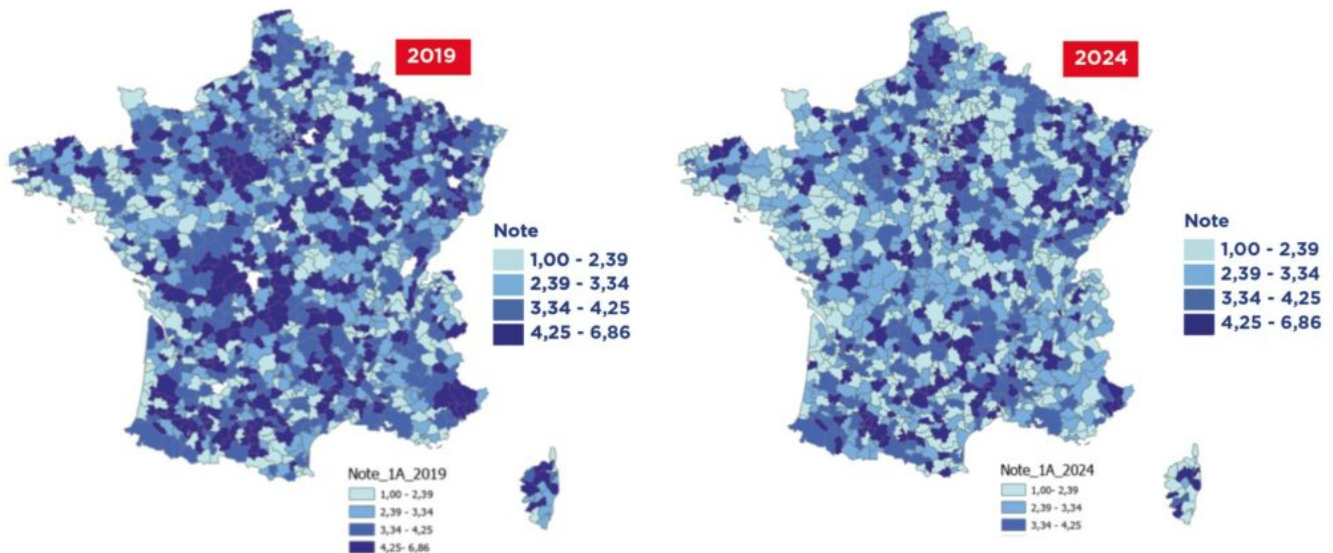 2019
Note
1,00 - 2,39
2,39 - 3,34
3,34 - 4,25
4,25 - 6,86
Note_1A_2019
1,00 - 2,39
2,39 - 3,34
3,34 - 4,25
4,25- 6,86
2024
Note
1,00 - 2,39
2,39 - 3,34
3,34 - 4,25
4,25 - 6,86
Note_1A_2024
1,00- 2,39
2,39 - 3,34
3,34 - 4,25